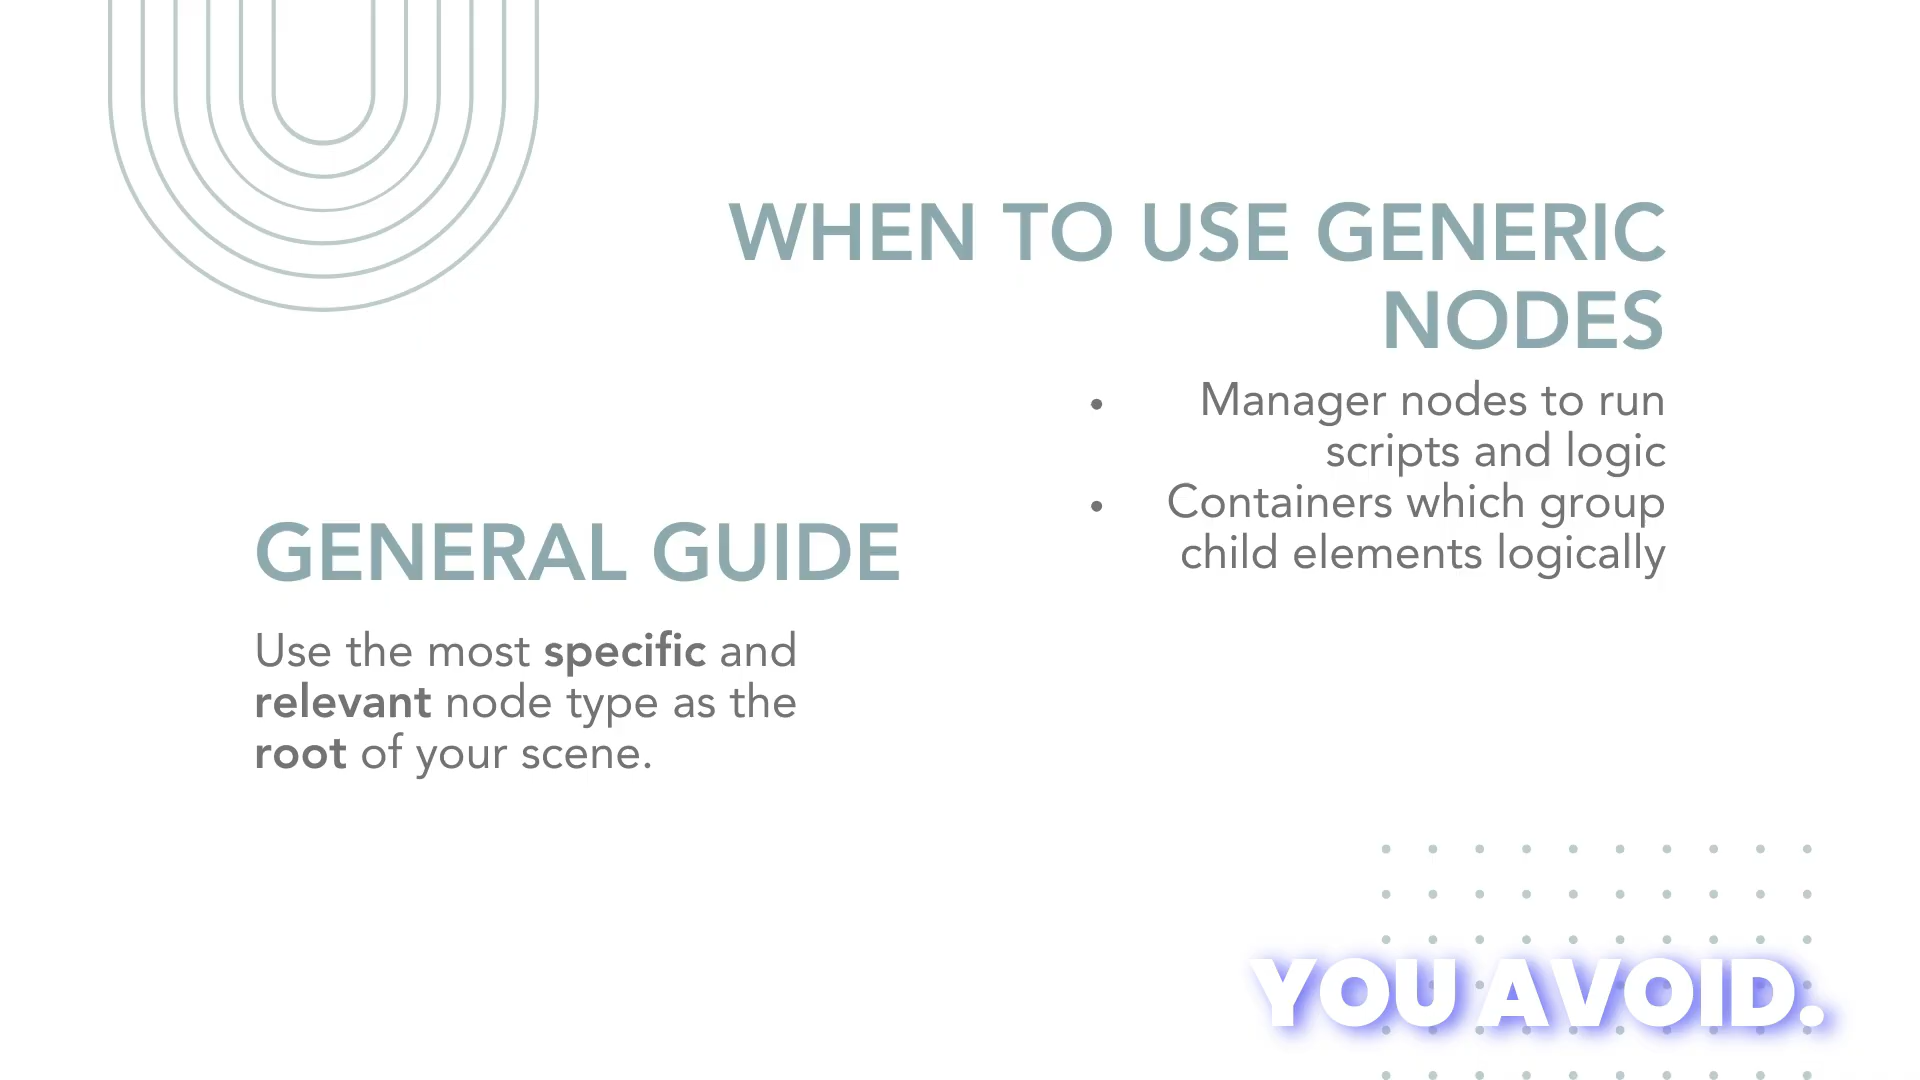 WHEN TO USE GENERIC
NODES
• Manager nodes to run
scripts and logic
• Containers which group
child elements logically
GENERAL GUIDE
Use the most specific and
relevant node type as the
root of your scene.
YOU AVOID.